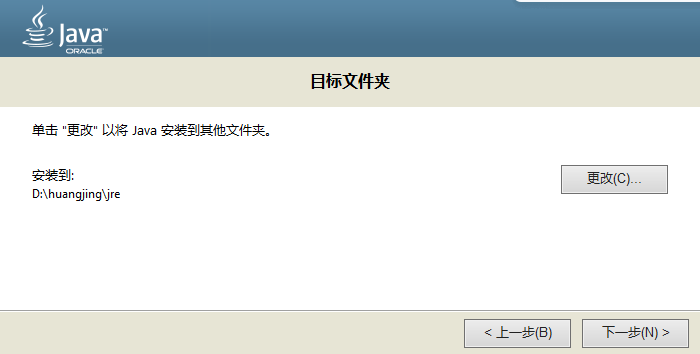 Java™
ORACLE
目标文件夹
单击 "更改" 以将 Java 安装到其他文件夹。
安装到:
更改(C)...
D:\huangjing\jre
< 上一步(B)
下一步(N) >